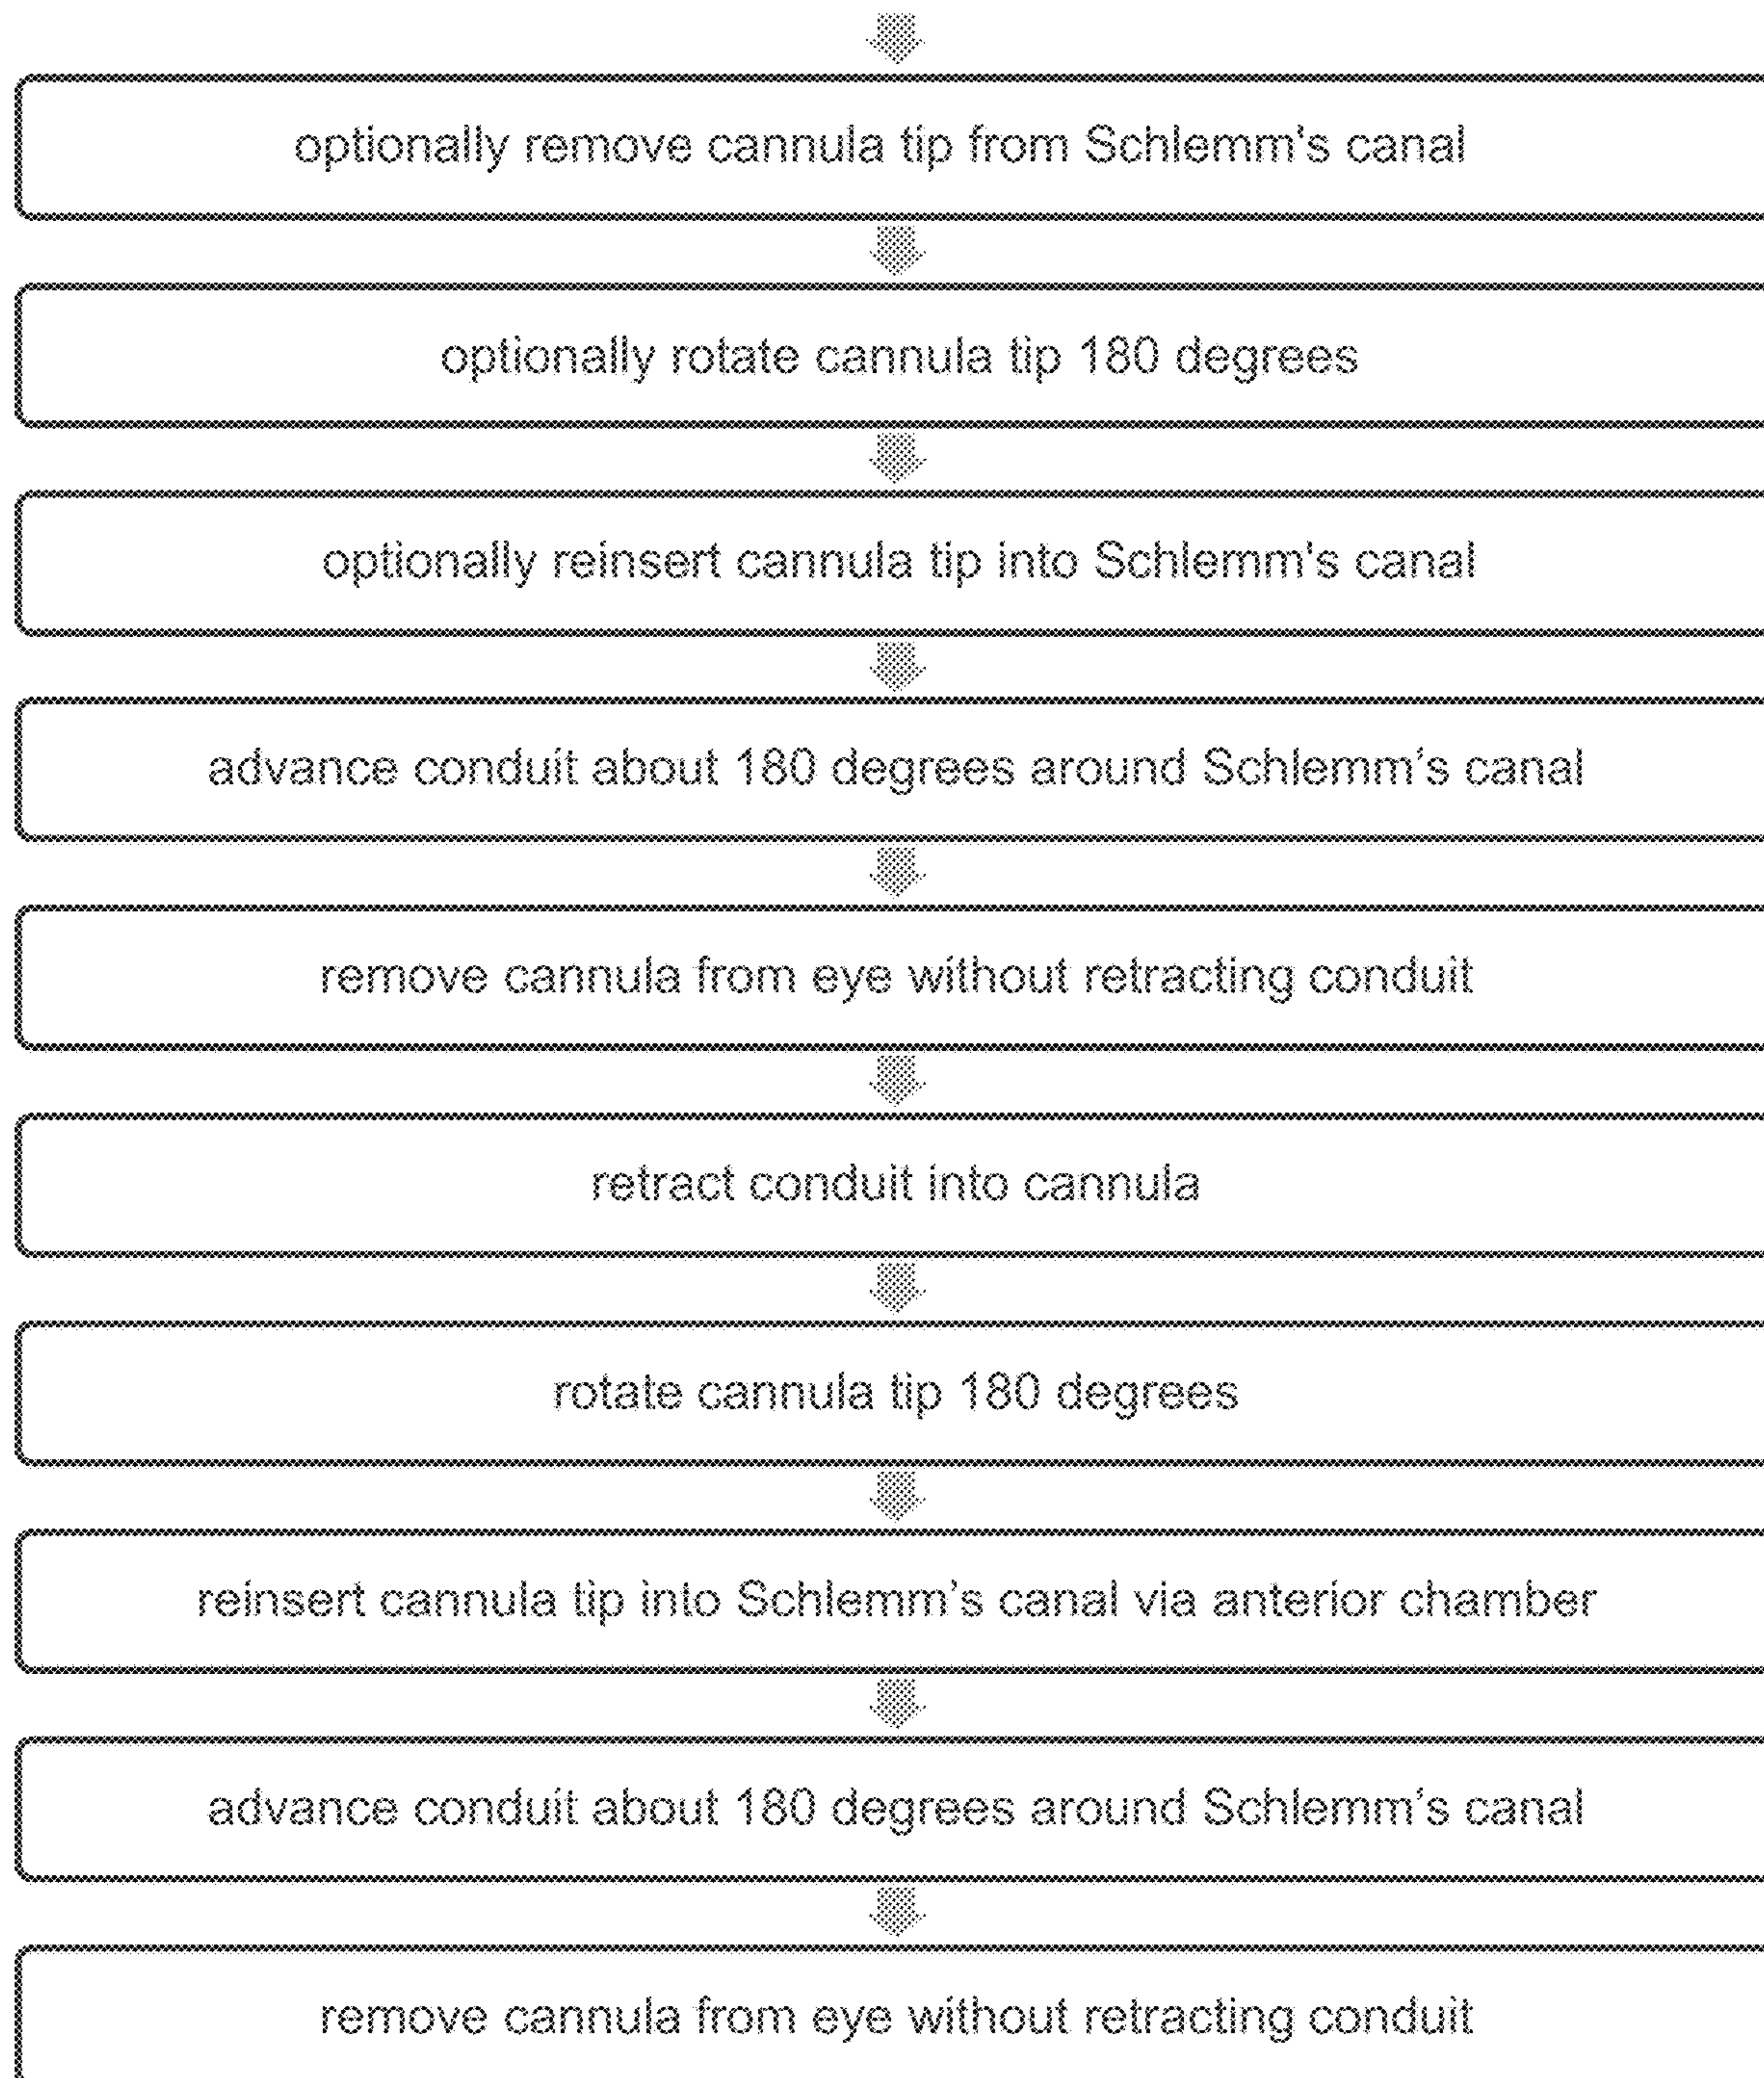 optionally remove cannula tip from Schlemm's canal
optionally rotate cannula tip 180 degrees
optionally reinsert cannula tip into Schlemm's canal
advance conduit about 180 degrees around Schlemm’s canal
remove cannula from eye without retracting conduit
retract conduit into cannula
rotate cannula tip 180 degrees
reinsert cannula tip into Schlemm’s canal via anterior chamber
advance conduit about 180 degrees around Schlemm’s canal
remove cannula from eye without retracting conduit